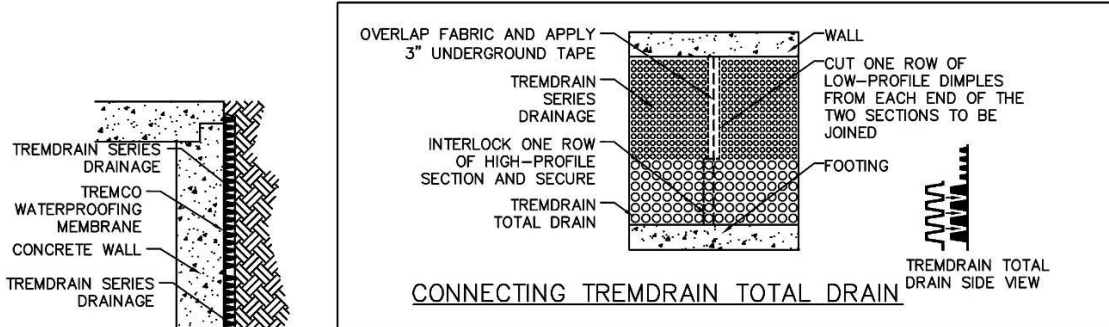 TREMDRAIN SERIES
DRAINAGE
TREMCO
WATERPROOFING
MEMBRANE
CONCRETE WALL
TREMDRAIN SERIES
DRAINAGE
OVERLAP FABRIC AND APPLY
3" UNDERGROUND TAPE
TREMDRAIN
SERIES
DRAINAGE
INTERLOCK ONE ROW
OF HIGH-PROFILE
SECTION AND SECURE
TREMDRAIN
TOTAL DRAIN
WALL
CUT ONE ROW OF
LOW-PROFILE DIMPLES
FROM EACH END OF THE
TWO SECTIONS TO BE
JOINED
FOOTING
TREMDRAIN TOTAL
DRAIN SIDE VIEW
CONNECTING TREMDRAIN TOTAL DRAIN